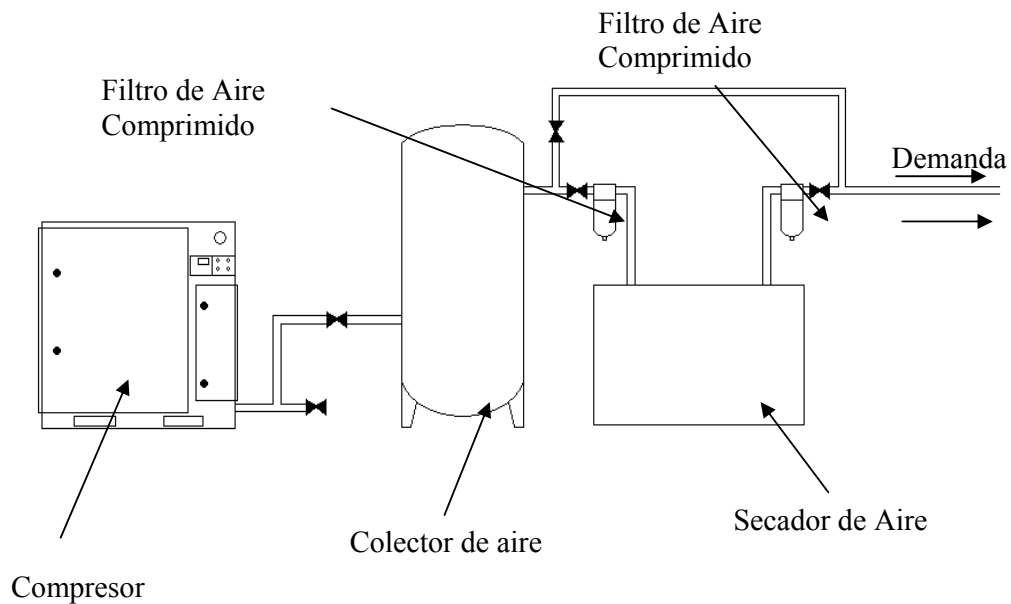 Filtro de Aire
Comprimido
Filtro de Aire
Comprimido
Demanda
Colector de aire
Secador de Aire
Compresor